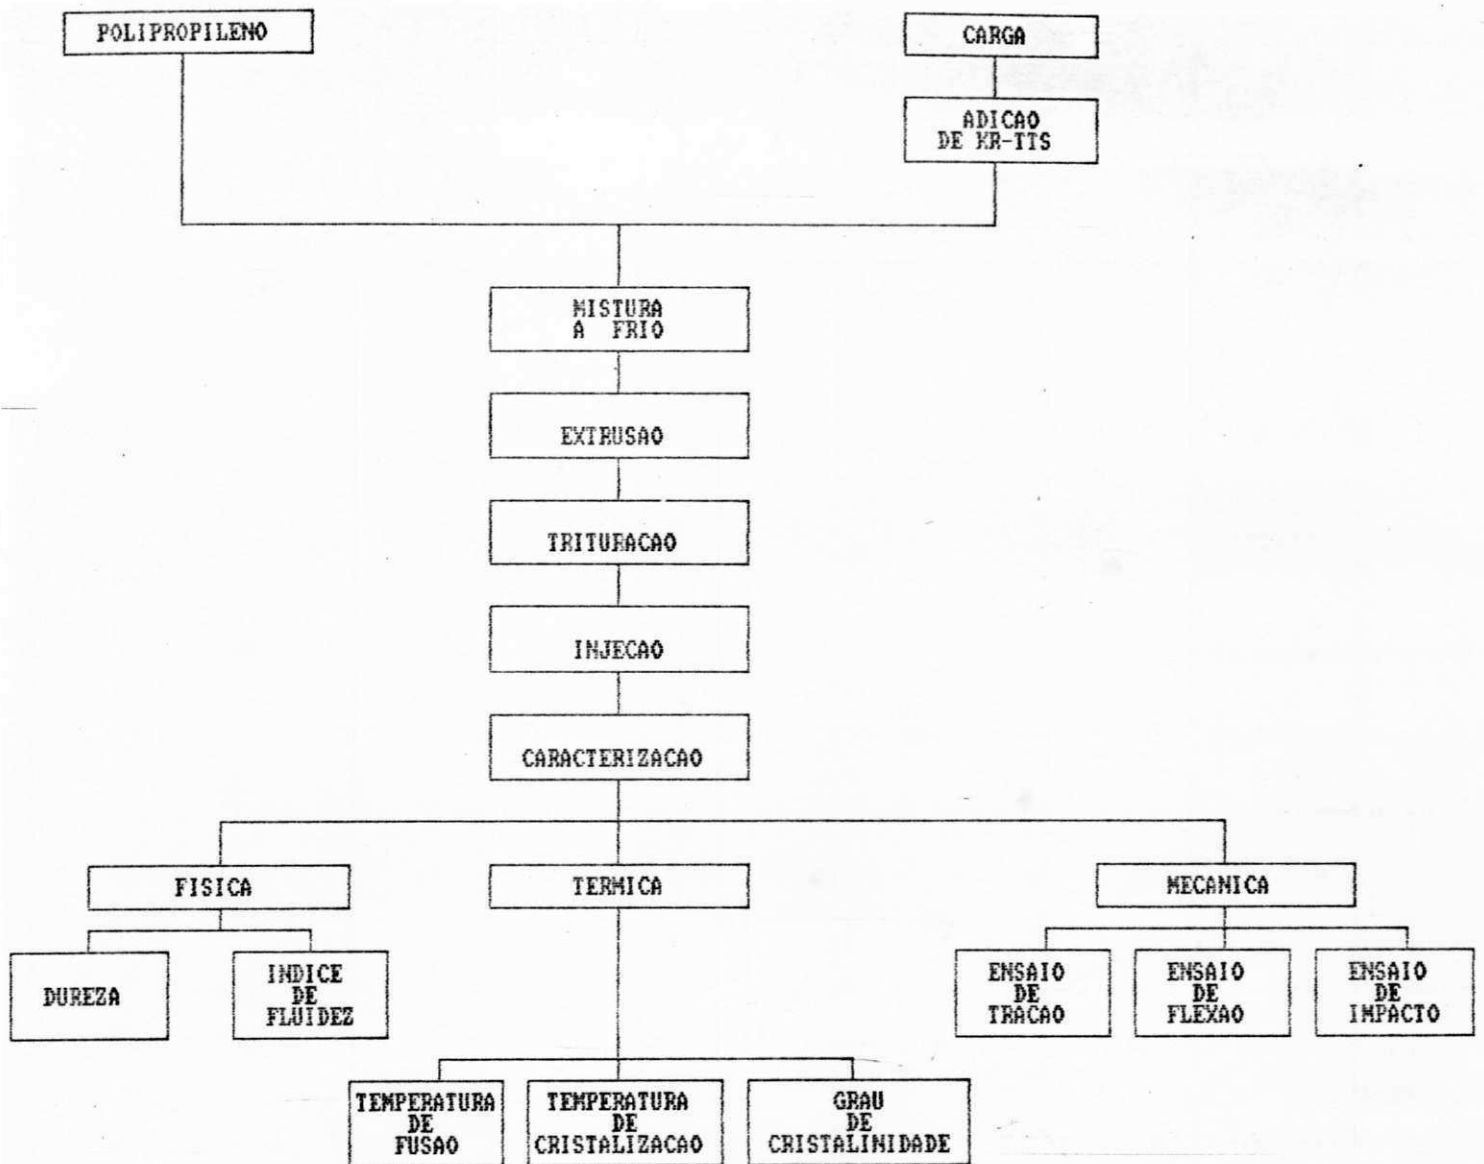 POLIPROPILENO
CARGA
ADICAO
DE KR-TTS
MISTURA
A FRIO
EXTRUSAO
TRITURACAO
INJECAO
CARACTERIZACAO
FISICA
TERMICA
MECANICA
DUREZA
INDICE
DE
FLUIDEZ
ENSAIO
DE
TRACAO
ENSAIO
DE
FLEXAO
ENSAIO
DE
IMPACTO
TEMPERATURA
DE
FUSAO
TEMPERATURA
DE
CRISTALIZACAO
GRAU
DE
CRISTALINIDADE